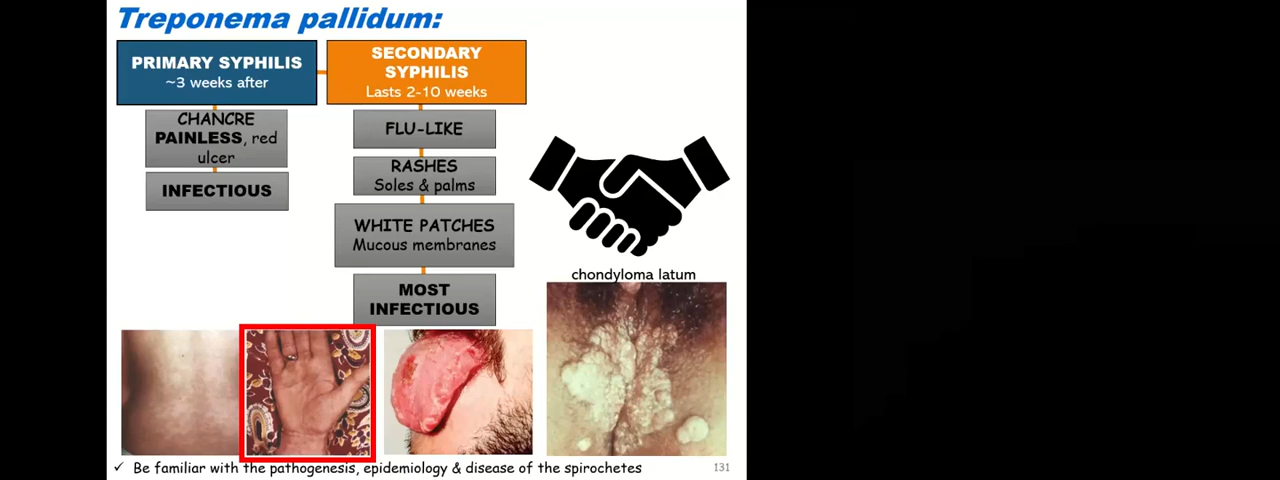 Treponema pallidum:
PRIMARY SYPHILIS
~3 weeks after
CHANCRE
PAINLESS, red
ulcer
INFECTIOUS
SECONDARY
SYPHILIS
Lasts 2-10 weeks
FLU-LIKE
RASHES
Soles & palms
WHITE PATCHES
Mucous membranes
MOST
INFECTIOUS
chondyloma latum
✓ Be familiar with the pathogenesis, epidemiology & disease of the spirochetes
131